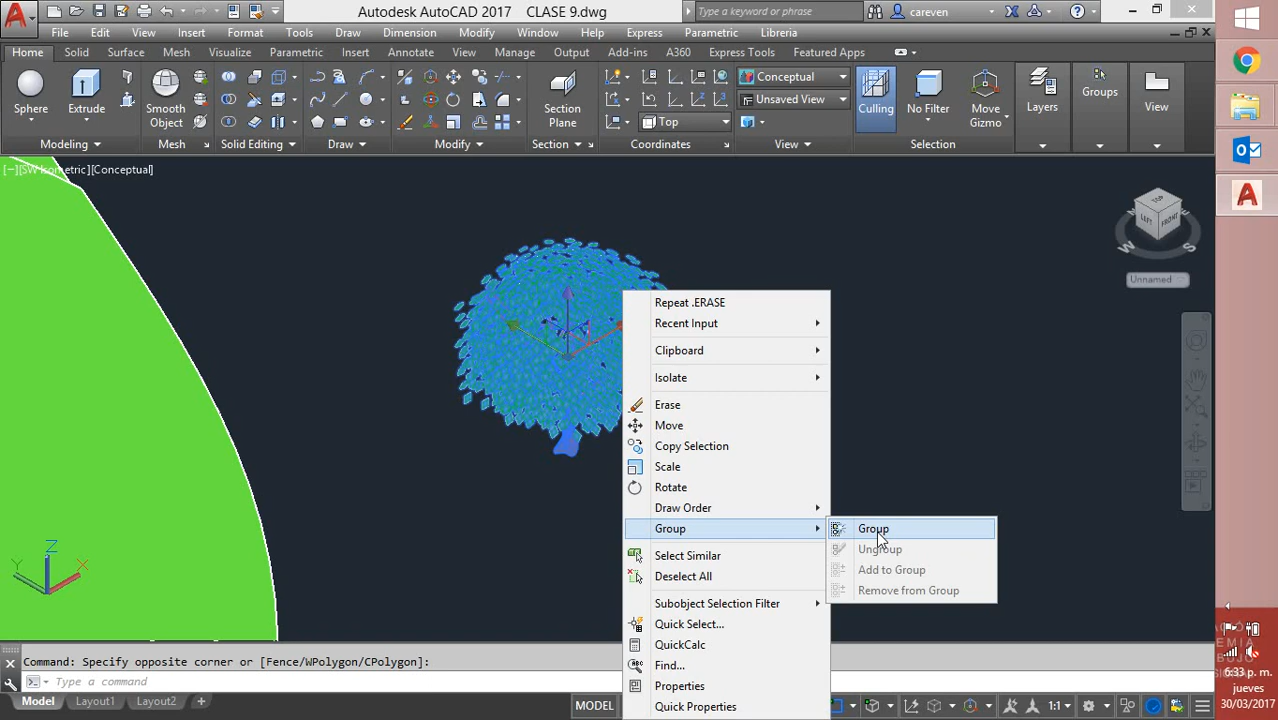 Autodesk AutoCAD 2017 CLASE 9.dwg
Type a keyword or phrase
careven
File Edit View Insert Format Tools Draw Dimension Modify Window Help Express Parametric Libreria
Home Solid Surface Mesh Visualize Parametric Insert Annotate View Manage Output Add-ins A360 Express Tools Featured Apps
Sphere
Extrude
Smooth
Object
Section
Plane
Conceptual
Unsaved View
Top
Culling
No Filter
Move
Gizmo
Layers
Groups
View
Modeling
Mesh
Solid Editing
Draw
Modify
Section
Coordinates
View
Selection
[−][SW Isometric][Conceptual]
TOP
LEFT
FRONT
W
S
Unnamed
Repeat .ERASE
Recent Input
Clipboard
Isolate
Erase
Move
Copy Selection
Scale
Rotate
Draw Order
Group
Select Similar
Deselect All
Subobject Selection Filter
Quick Select...
QuickCalc
Find...
Properties
Quick Properties
Group
Ungroup
Add to Group
Remove from Group
Z
Y
X
Command: Specify opposite corner or [Fence/WPolygon/CPolygon]:
Type a command
Model Layout1 Layout2 +
MODEL
1:1
6:33 p.m.
jueves
30/03/2017